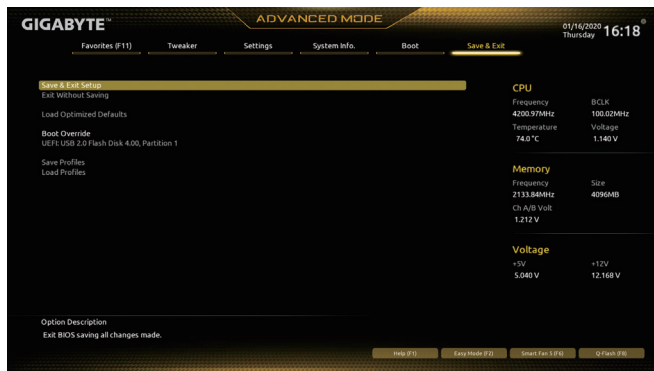 GIGABYTE™
ADVANCED MODE
01/16/2020
Thursday
16:18
Favorites (F11) Tweaker Settings System Info. Boot Save & Exit
Save & Exit Setup
Exit Without Saving
Load Optimized Defaults
Boot Override
UEFI: USB 2.0 Flash Disk 4.00, Partition 1
Save Profiles
Load Profiles
CPU
Frequency BCLK
4200.97MHz 100.02MHz
Temperature Voltage
74.0 °C 1.140 V
Memory
Frequency Size
2133.84MHz 4096MB
Ch A/B Volt
1.212 V
Voltage
+5V +12V
5.040 V 12.168 V
Option Description
Exit BIOS saving all changes made.
Help (F1) Easy Mode (F2) Smart Fan 5 (F6) Q-Flash (F8)